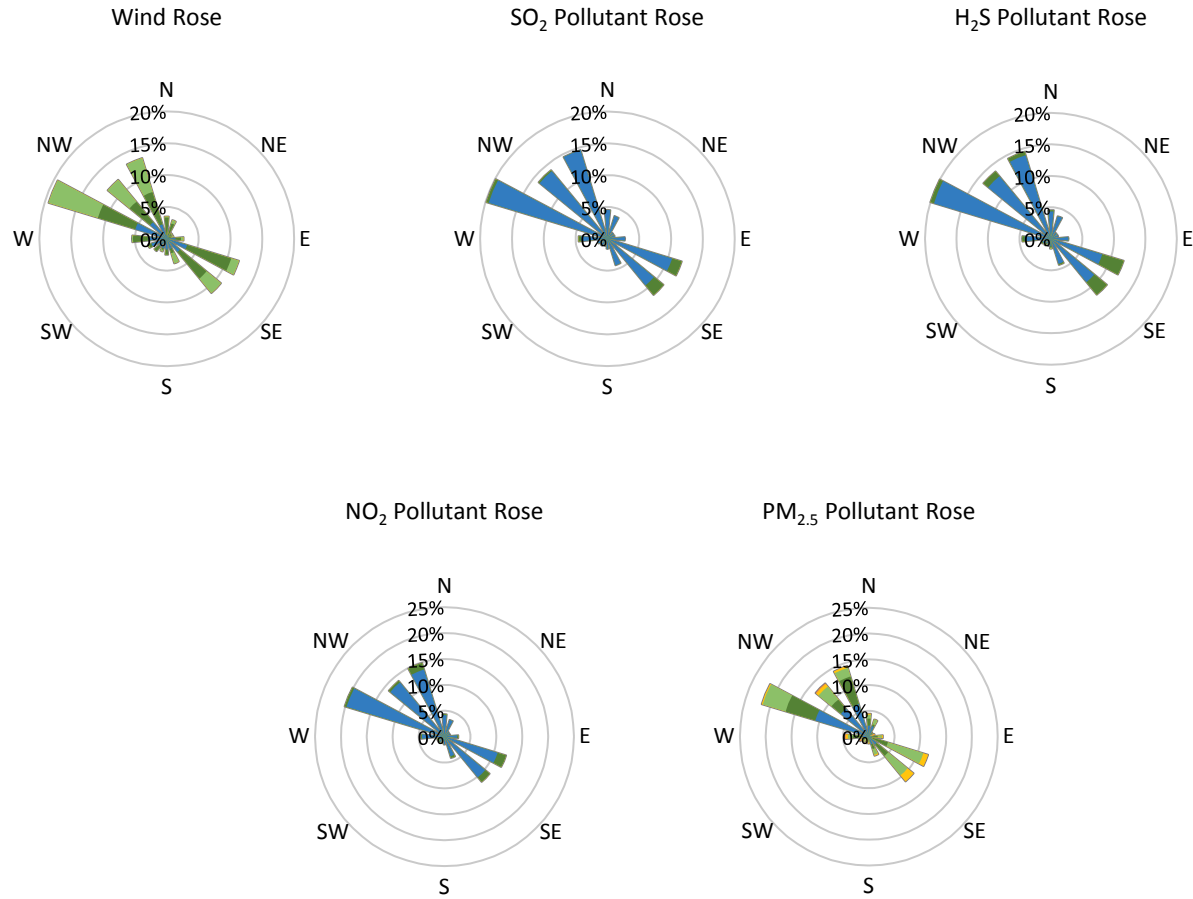 Wind Rose
SO₂ Pollutant Rose
H₂S Pollutant Rose
N
20%
NW
15%
NE
10%
5%
W
0%
E
SW
SE
S
N
20%
NW
15%
NE
10%
5%
W
0%
E
SW
SE
S
N
20%
NW
15%
NE
10%
5%
W
0%
E
SW
SE
S
NO₂ Pollutant Rose
PM₂.₅ Pollutant Rose
N
25%
NW
20%
NE
15%
10%
5%
W
0%
E
SW
SE
S
N
25%
NW
20%
NE
15%
10%
5%
W
0%
E
SW
SE
S